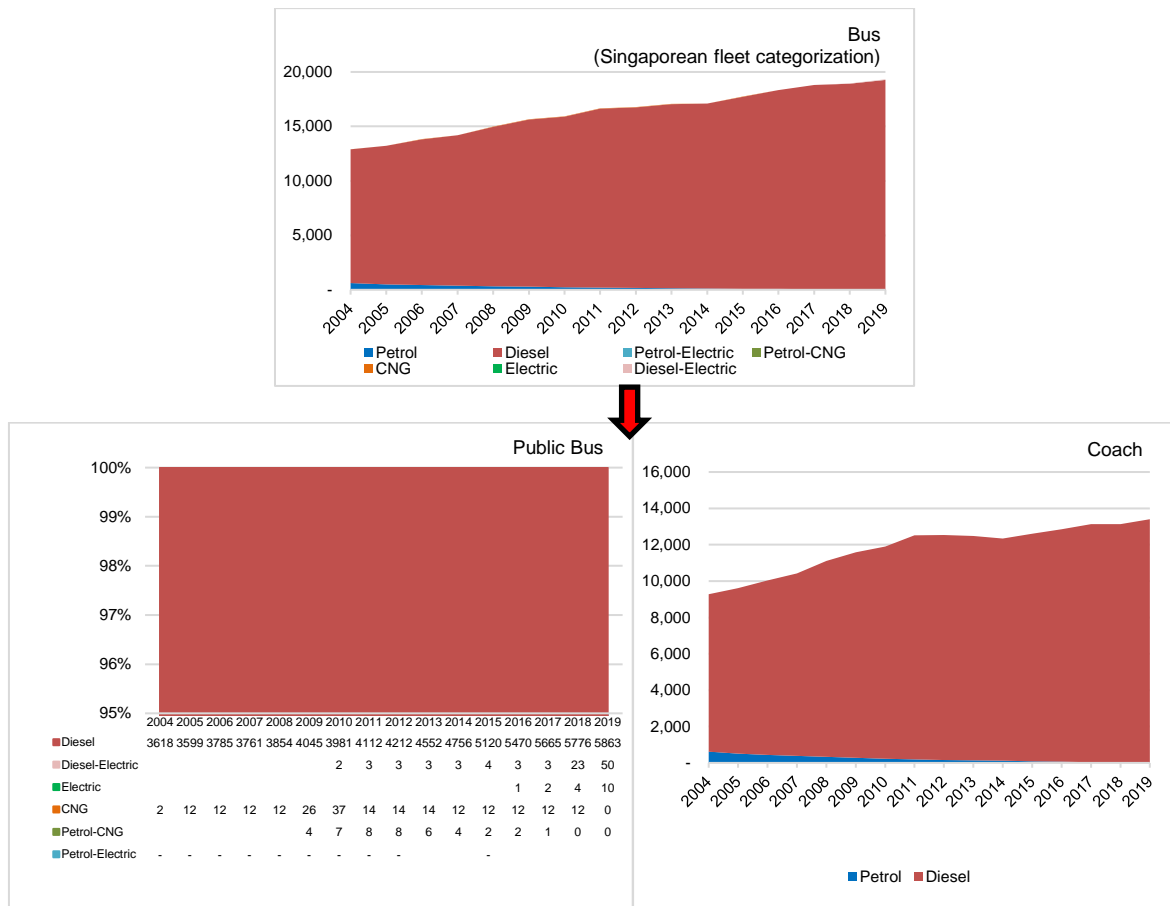 Bus
(Singaporean fleet categorization)
20,000
15,000
10,000
5,000
-
2004 2005 2006 2007 2008 2009 2010 2011 2012 2013 2014 2015 2016 2017 2018 2019
Petrol Diesel Petrol-Electric Petrol-CNG
CNG Electric Diesel-Electric
Public Bus
100%
99%
98%
97%
96%
95%
2004 2005 2006 2007 2008 2009 2010 2011 2012 2013 2014 2015 2016 2017 2018 2019
Diesel 3618 3599 3785 3761 3854 4045 3981 4112 4212 4552 4756 5120 5470 5665 5776 5863
Diesel-Electric 2 3 3 3 3 4 3 3 23 50
Electric 1 2 4 10
CNG 2 12 12 12 12 26 37 14 14 14 12 12 12 12 12 0
Petrol-CNG 4 7 8 8 6 4 2 2 1 0 0
Petrol-Electric - - - - - - - - - -
Coach
16,000
14,000
12,000
10,000
8,000
6,000
4,000
2,000
-
2004 2005 2006 2007 2008 2009 2010 2011 2012 2013 2014 2015 2016 2017 2018 2019
Petrol Diesel